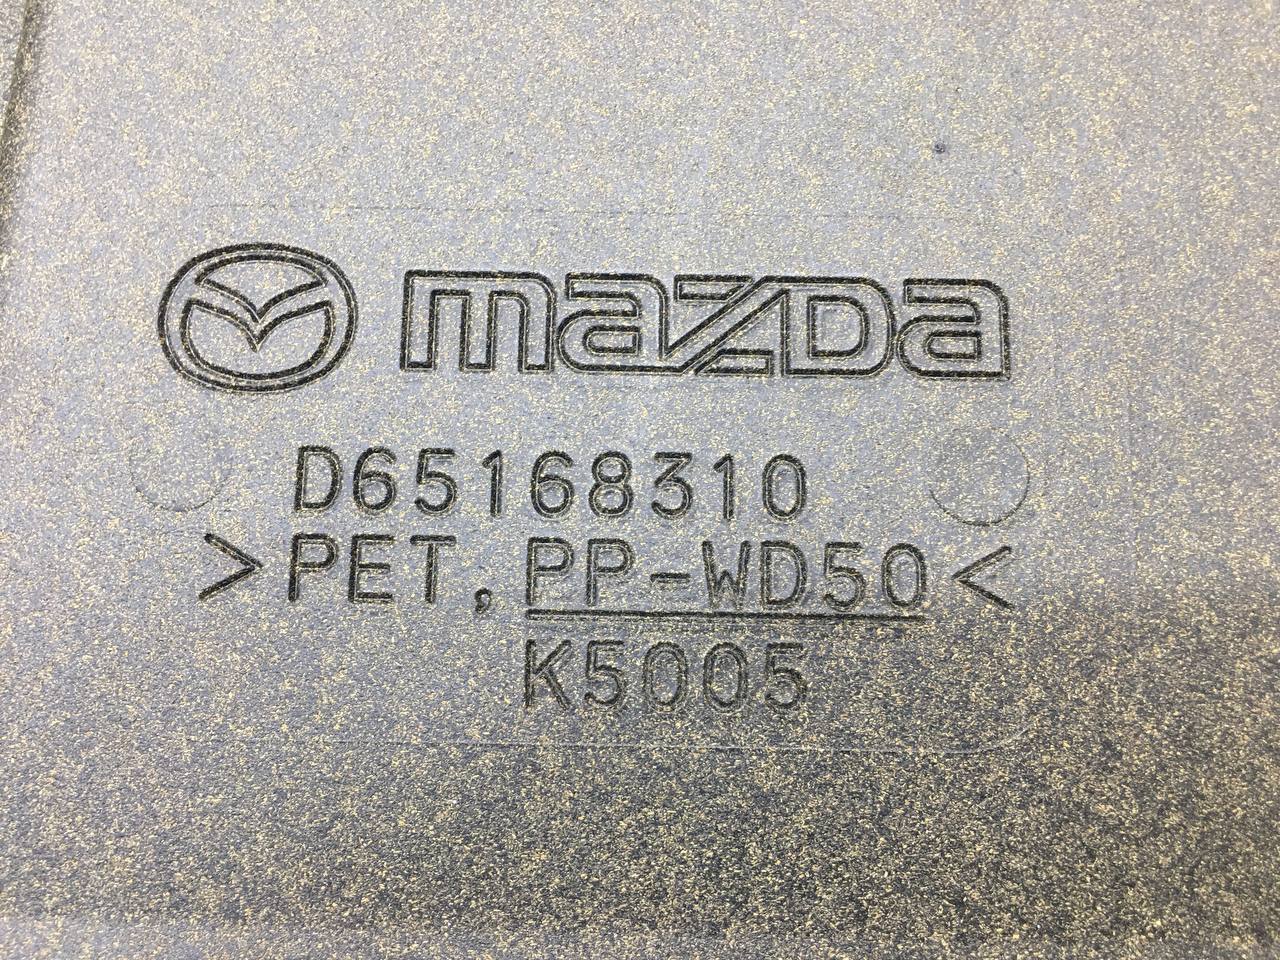 mazda
D65168310
>PET, PP-WD50<
K5005